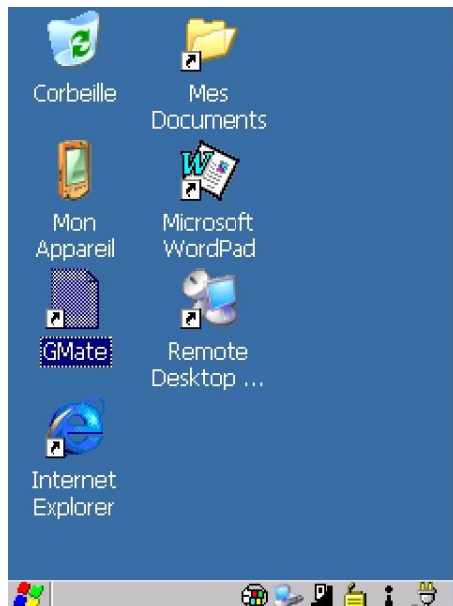 Corbeille
Mes
Documents
Mon
Appareil
Microsoft
WordPad
GMate
Remote
Desktop ...
Internet
Explorer